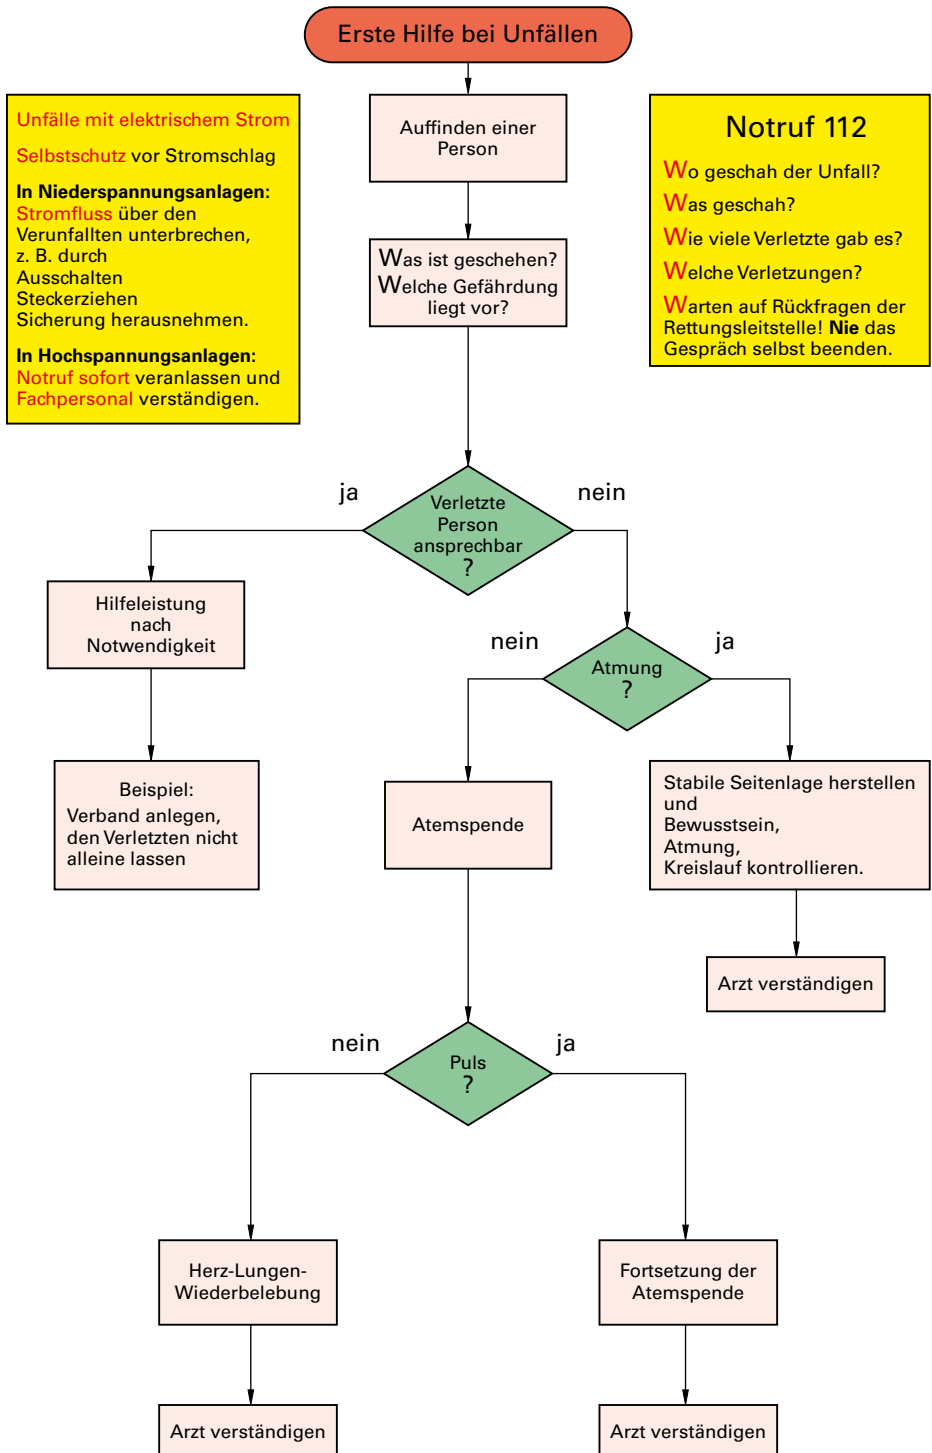 Erste Hilfe bei Unfällen
Unfälle mit elektrischem Strom
Selbstschutz vor Stromschlag
In Niederspannungsanlagen:
Stromfluss über den
Verunfallten unterbrechen,
z. B. durch
Ausschalten
Steckerziehen
Sicherung herausnehmen.
In Hochspannungsanlagen:
Notruf sofort veranlassen und
Fachpersonal verständigen.
Auffinden einer
Person
Was ist geschehen?
Welche Gefährdung
liegt vor?
Notruf 112
Wo geschah der Unfall?
Was geschah?
Wie viele Verletzte gab es?
Welche Verletzungen?
Warten auf Rückfragen der
Rettungsleitstelle! Nie das
Gespräch selbst beenden.
ja
Verletzte
Person
ansprechbar
?
nein
Hilfeleistung
nach
Notwendigkeit
nein
Atmung
?
ja
Beispiel:
Verband anlegen,
den Verletzten nicht
alleine lassen
Atemspende
Stabile Seitenlage herstellen
und
Bewusstsein,
Atmung,
Kreislauf kontrollieren.
Arzt verständigen
nein
Puls
?
ja
Herz-Lungen-
Wiederbelebung
Fortsetzung der
Atemspende
Arzt verständigen
Arzt verständigen